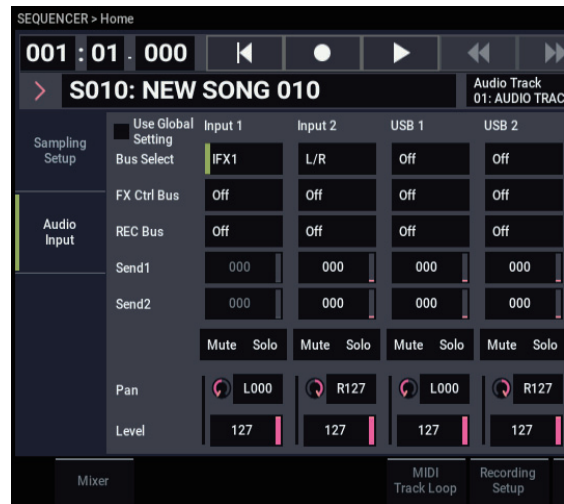 SEQUENCER > Home
001 : 01 . 000
S010: NEW SONG 010
Audio Track
01: AUDIO TRAC
Sampling
Setup
Audio
Input
Use Global
Setting
Input 1 Input 2 USB 1 USB 2
Bus Select IFX1 L/R Off Off
FX Ctrl Bus Off Off Off Off
REC Bus Off Off Off Off
Send1 000 000 000 000
Send2 000 000 000 000
Mute Solo Mute Solo Mute Solo Mute Solo
Pan L000 R127 L000 R127
Level 127 127 127 127
Mixer
MIDI
Track Loop
Recording
Setup